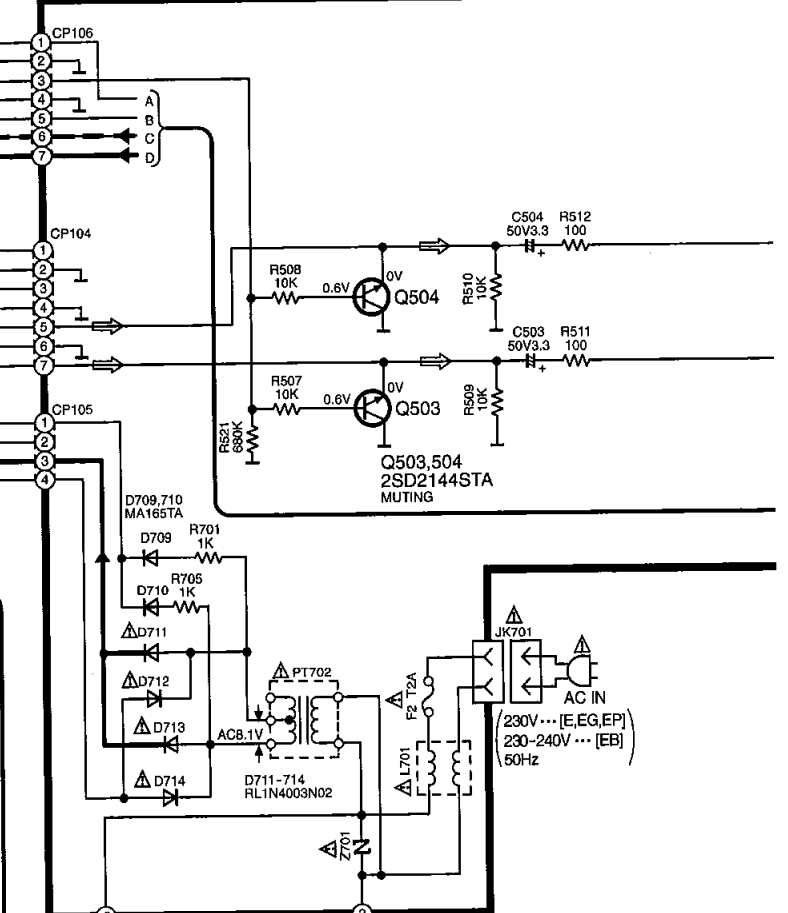 CP106
1
2
3
4
5
6
7
A
B
C
D
CP104
1
2
3
4
5
6
7
C504
50V3.3
+
R512
100
R508
10K
0.6V
0V
Q504
R510
10K
C503
50V3.3
+
R511
100
R507
10K
0.6V
0V
Q503
R509
10K
R521
680K
Q503,504
2SD2144STA
MUTING
CP105
1
2
3
4
D709,710
MA165TA
D709
R701
1K
D710
R705
1K
D711
D712
D713
D714
AC8.1V
PT702
D711-714
RL1N4003N02
JK701
F2 T2A
L701
Z701
AC IN
230V ··· [E,EG,EP]
230-240V ··· [EB]
50Hz